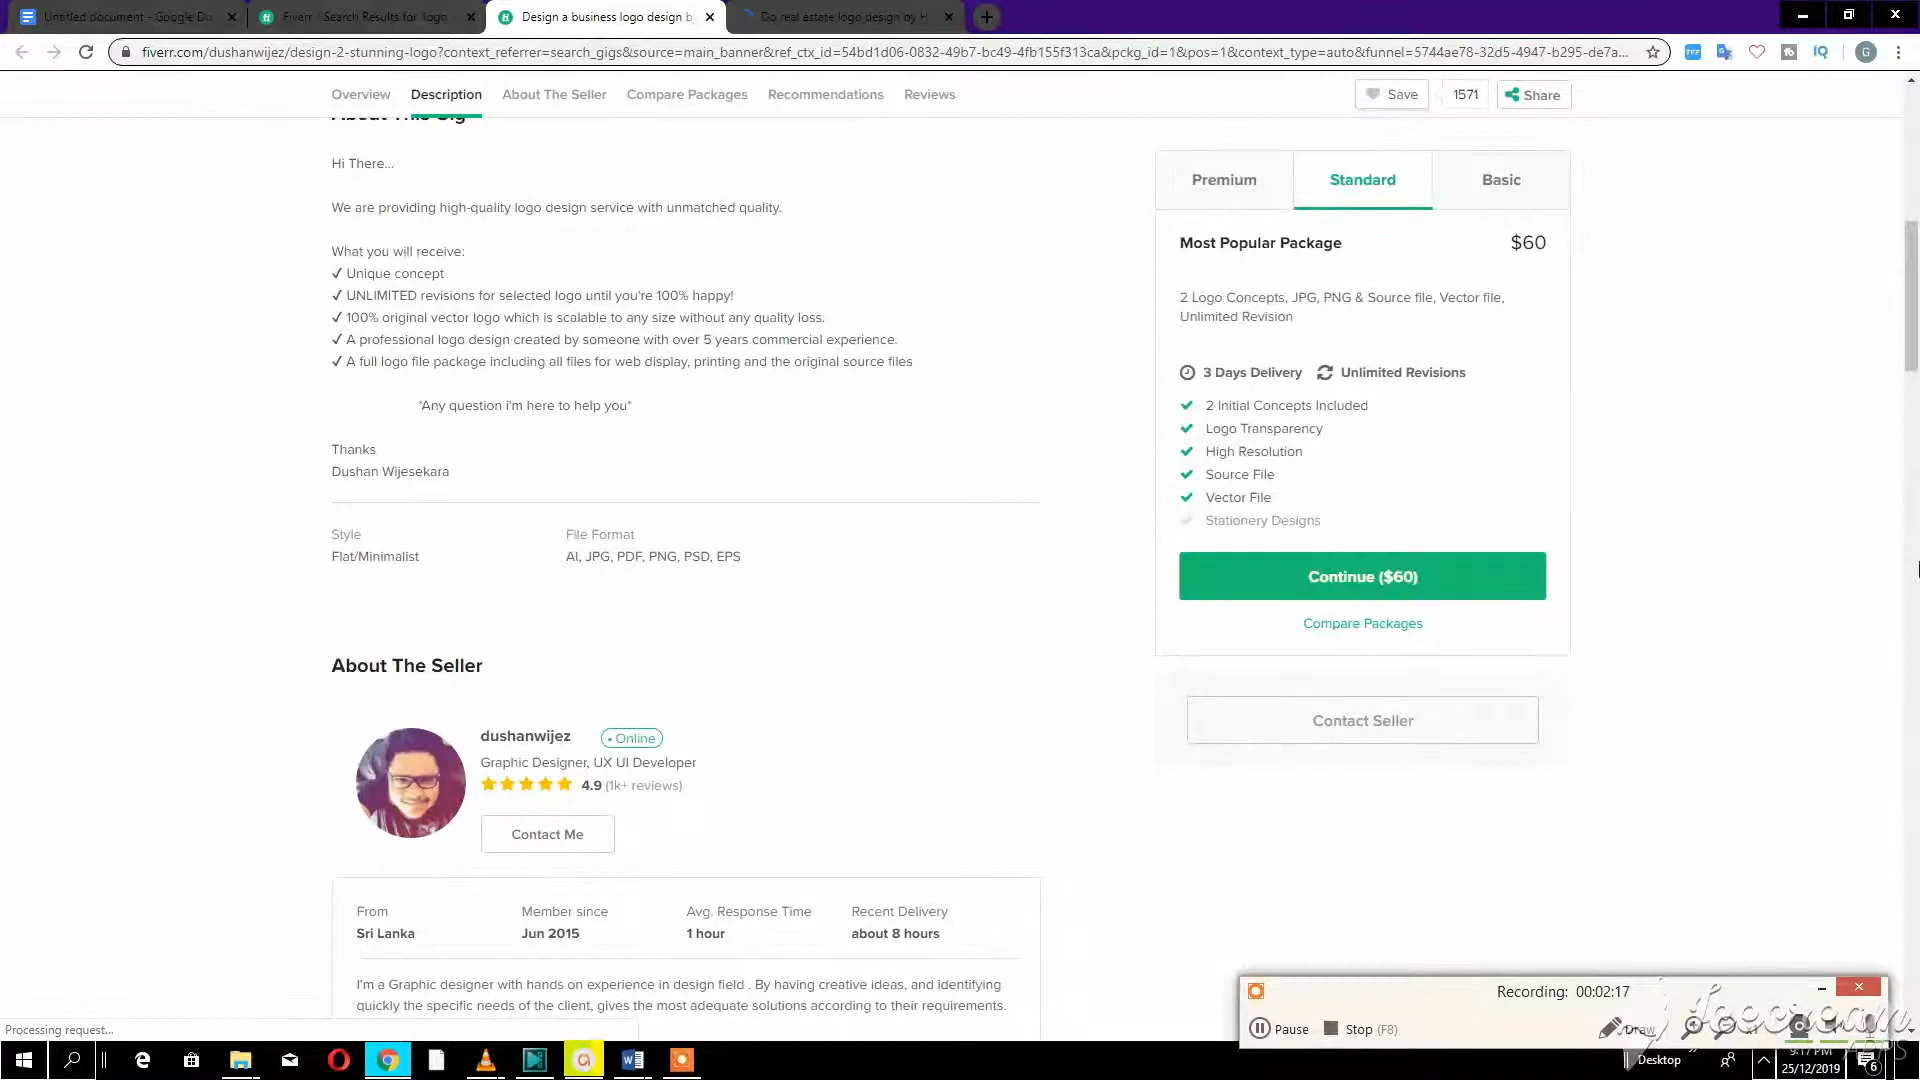 Untitled document - Google Do
Fiverr / Search Results for 'logo
Design a business logo design b
Do real estate logo design by H
fiverr.com/dushanwijez/design-2-stunning-logo?context_referrer=search_gigs&source=main_banner&ref_ctx_id=54bd1d06-0832-49b7-bc49-4fb155f313ca&pckg_id=1&pos=1&context_type=auto&funnel=5744ae78-32d5-4947-b295-de7a...
G
Overview
Description
About The Seller
Compare Packages
Recommendations
Reviews
Save
1571
Share
About This Gig
Hi There...
We are providing high-quality logo design service with unmatched quality.
What you will receive:
✓ Unique concept
✓ UNLIMITED revisions for selected logo until you're 100% happy!
✓ 100% original vector logo which is scalable to any size without any quality loss.
✓ A professional logo design created by someone with over 5 years commercial experience.
✓ A full logo file package including all files for web display, printing and the original source files
*Any question i'm here to help you*
Thanks
Dushan Wijesekara
Style
File Format
Flat/Minimalist
AI, JPG, PDF, PNG, PSD, EPS
Premium
Standard
Basic
Most Popular Package
$60
2 Logo Concepts, JPG, PNG & Source file, Vector file,
Unlimited Revision
3 Days Delivery
Unlimited Revisions
2 Initial Concepts Included
Logo Transparency
High Resolution
Source File
Vector File
Stationery Designs
Continue ($60)
Compare Packages
Contact Seller
About The Seller
dushanwijez
• Online
Graphic Designer, UX UI Developer
4.9 (1k+ reviews)
Contact Me
From
Member since
Avg. Response Time
Recent Delivery
Sri Lanka
Jun 2015
1 hour
about 8 hours
I'm a Graphic designer with hands on experience in design field . By having creative ideas, and identifying
quickly the specific needs of the client, gives the most adequate solutions according to their requirements.
Processing request...
Recording: 00:02:17
Pause
Stop (F8)
Draw
Icecream
APPS
Desktop
9:17 PM
25/12/2019
6